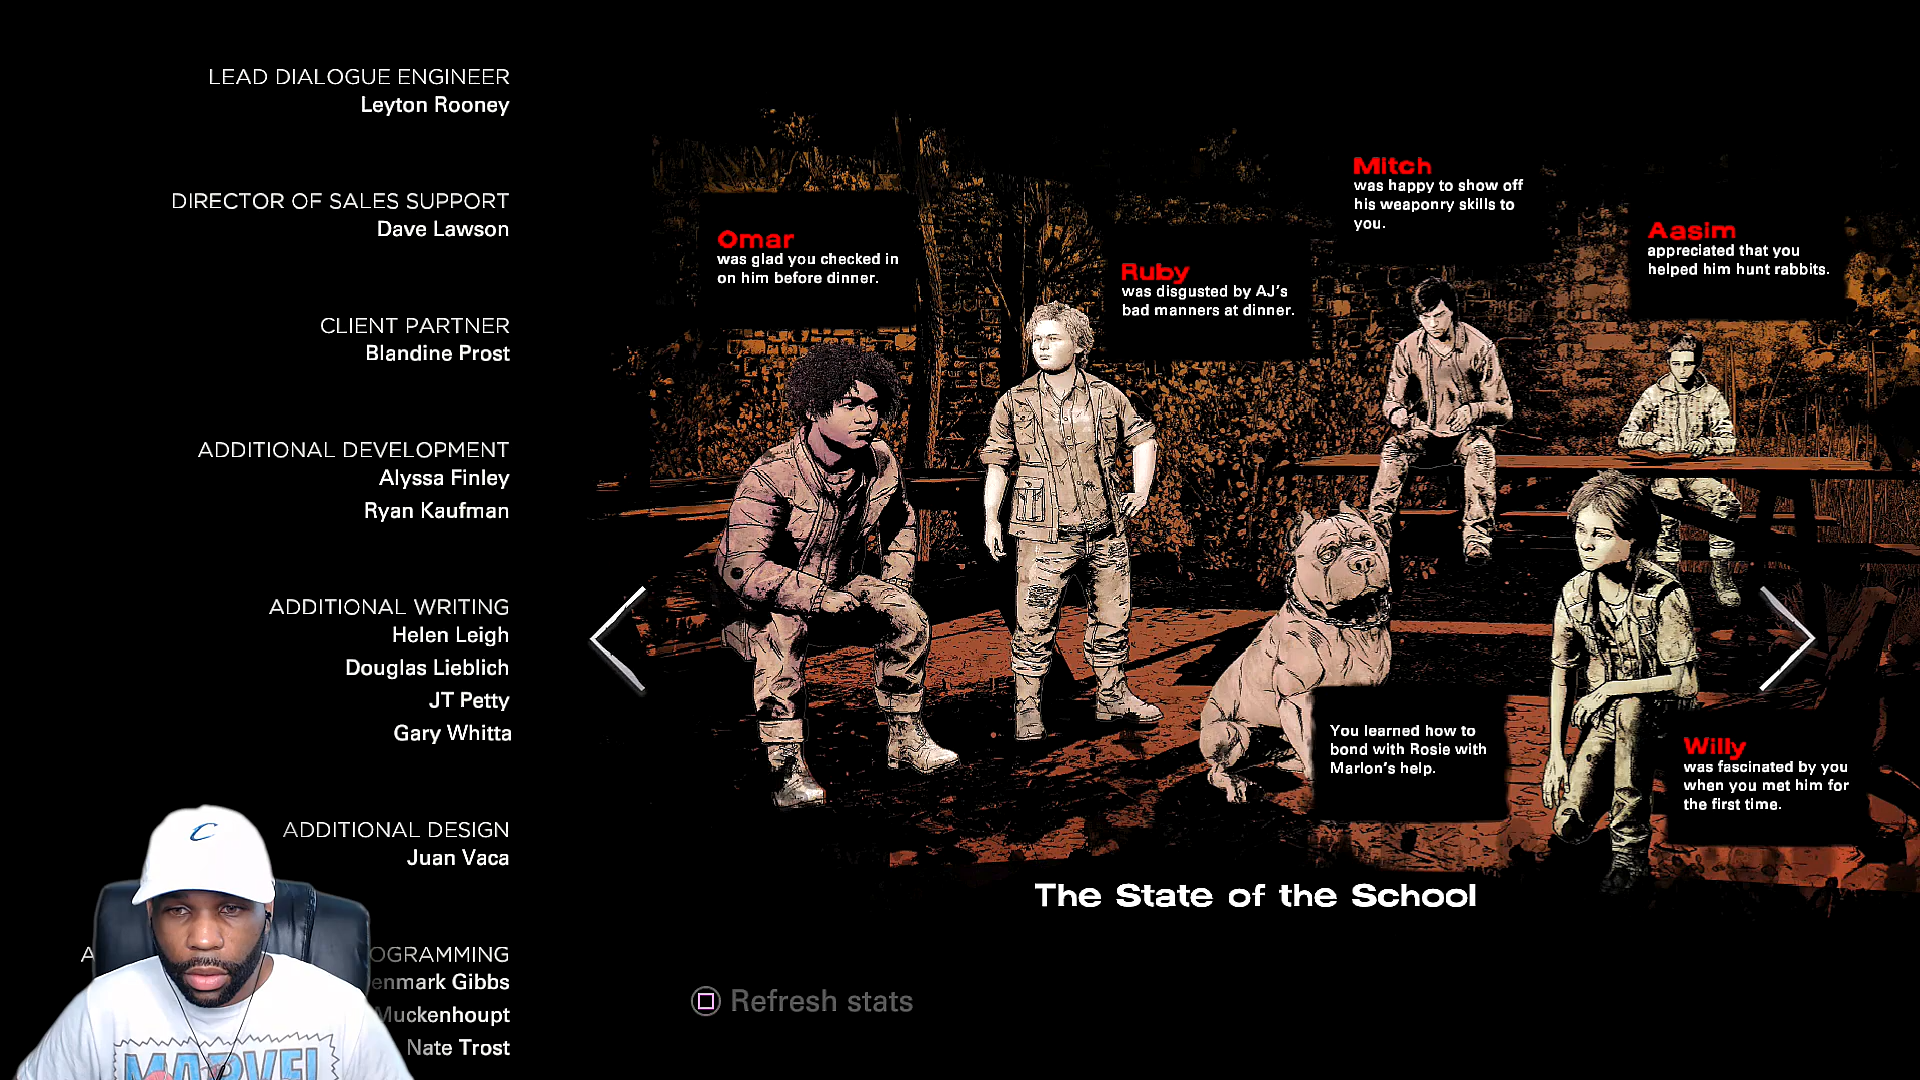 LEAD DIALOGUE ENGINEER
Leyton Rooney
DIRECTOR OF SALES SUPPORT
Dave Lawson
CLIENT PARTNER
Blandine Prost
ADDITIONAL DEVELOPMENT
Alyssa Finley
Ryan Kaufman
ADDITIONAL WRITING
Helen Leigh
Douglas Lieblich
JT Petty
Gary Whitta
ADDITIONAL DESIGN
Juan Vaca
A OGRAMMING
enmark Gibbs
Muckenhoupt
Nate Trost
Omar
was glad you checked in
on him before dinner.
Ruby
was disgusted by AJ's
bad manners at dinner.
Mitch
was happy to show off
his weaponry skills to
you.
Aasim
appreciated that you
helped him hunt rabbits.
You learned how to
bond with Rosie with
Marlon's help.
Willy
was fascinated by you
when you met him for
the first time.
The State of the School
Refresh stats
C
MARVEL